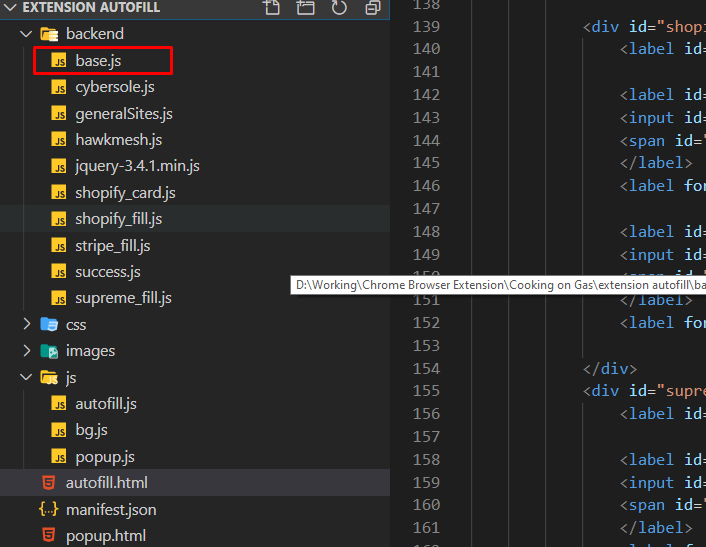 EXTENSION AUTOFILL
backend
base.js
cybersole.js
generalSites.js
hawkmesh.js
jquery-3.4.1.min.js
shopify_card.js
shopify_fill.js
stripe_fill.js
success.js
supreme_fill.js
css
images
js
autofill.js
bg.js
popup.js
autofill.html
manifest.json
popup.html
138
139 <div id="shopi
140 <label id=
141
142 <label id=
143 <input id=
144 <span id="
145 </label>
146 <label for
147
148 <label id=
149 <input id=
150
D:\Working\Chrome Browser Extension\Cooking on Gas\extension autofill\ba
151 </label>
152 <label for
153
154 </div>
155 <div id="supre
156 <label id=
157
158 <label id=
159 <input id=
160 <span id="
161 </label>